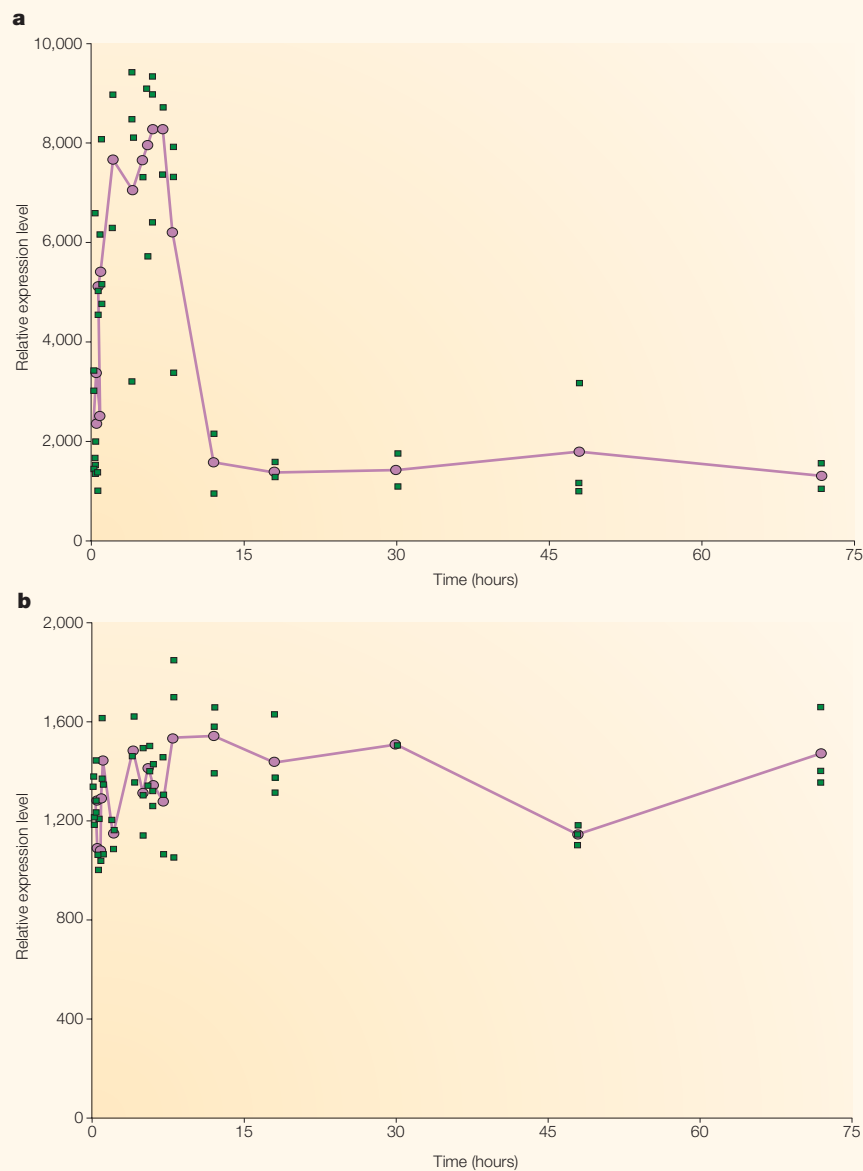 a
10,000
8,000
6,000
4,000
2,000
0
Relative expression level
0 15 30 45 60 75
Time (hours)
b
2,000
1,600
1,200
800
400
0
Relative expression level
0 15 30 45 60 75
Time (hours)